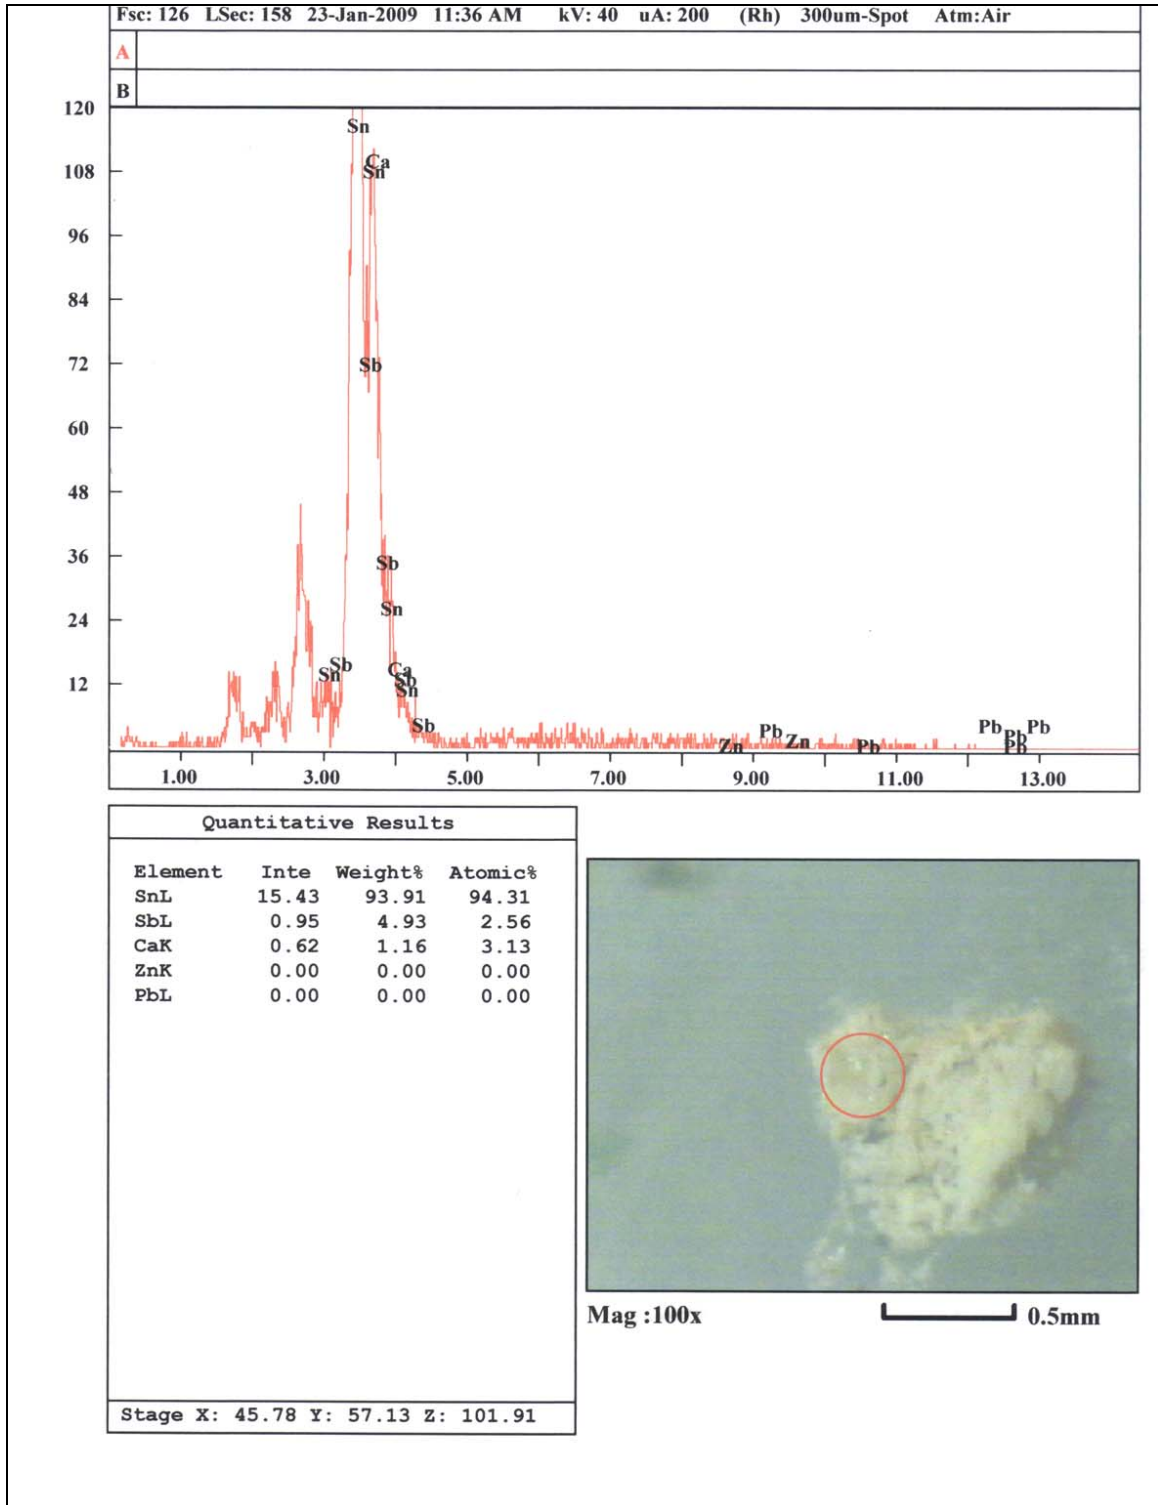 Fsc: 126 LSec: 158 23-Jan-2009 11:36 AM kV: 40 uA: 200 (Rh) 300um-Spot Atm:Air
A
B
120
Sn
Ca
108
Sn
96
84
72
Sb
60
48
36
Sb
Sn
24
Sb
Sn
Ca
Sb
Sn
12
Sb
Zn
Pb
Zn
Pb
Pb
Pb
Pb
Pb
1.00 3.00 5.00 7.00 9.00 11.00 13.00
Quantitative Results
Element Inte Weight% Atomic%
SnL 15.43 93.91 94.31
SbL 0.95 4.93 2.56
CaK 0.62 1.16 3.13
ZnK 0.00 0.00 0.00
PbL 0.00 0.00 0.00
Mag :100x
0.5mm
Stage X: 45.78 Y: 57.13 Z: 101.91